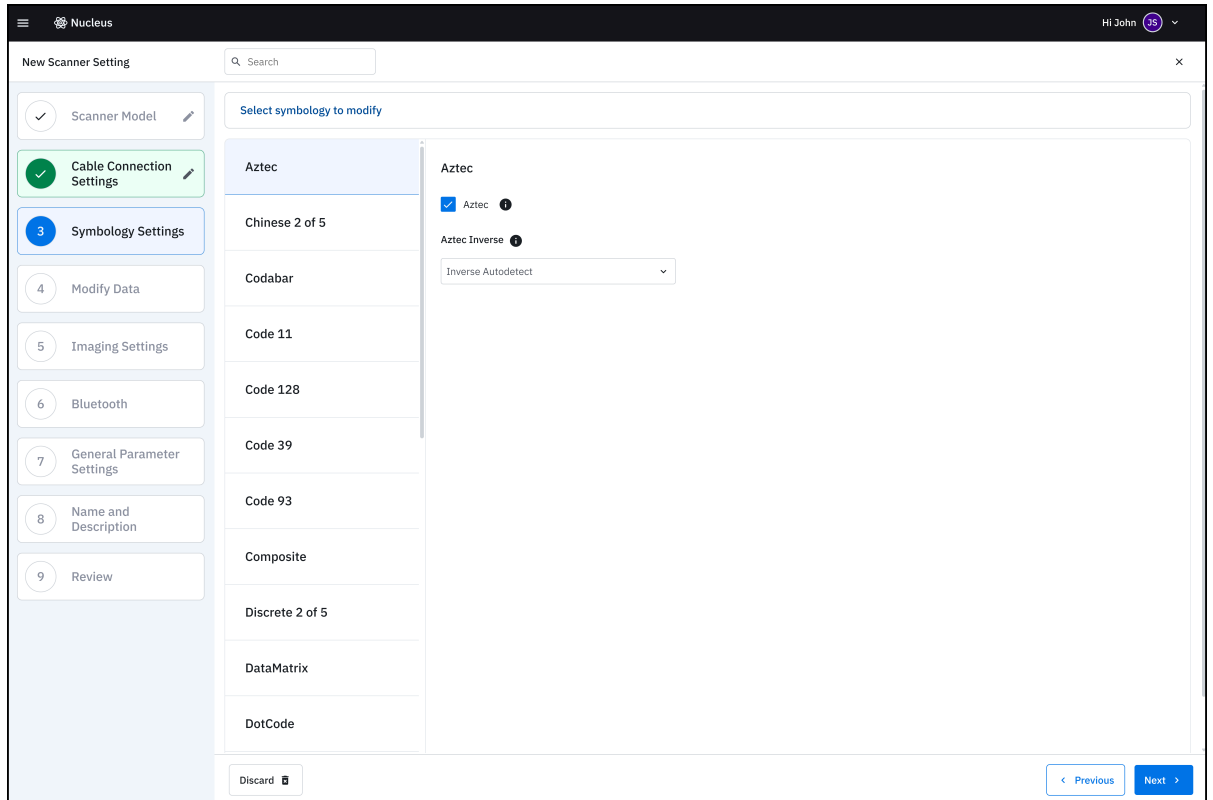 Nucleus
Hi John JS
New Scanner Setting
Search
Scanner Model
Cable Connection
Settings
3 Symbology Settings
4 Modify Data
5 Imaging Settings
6 Bluetooth
7 General Parameter
Settings
8 Name and
Description
9 Review
Select symbology to modify
Aztec
Chinese 2 of 5
Codabar
Code 11
Code 128
Code 39
Code 93
Composite
Discrete 2 of 5
DataMatrix
DotCode
Aztec
Aztec
Aztec Inverse
Inverse Autodetect
Discard
Previous
Next